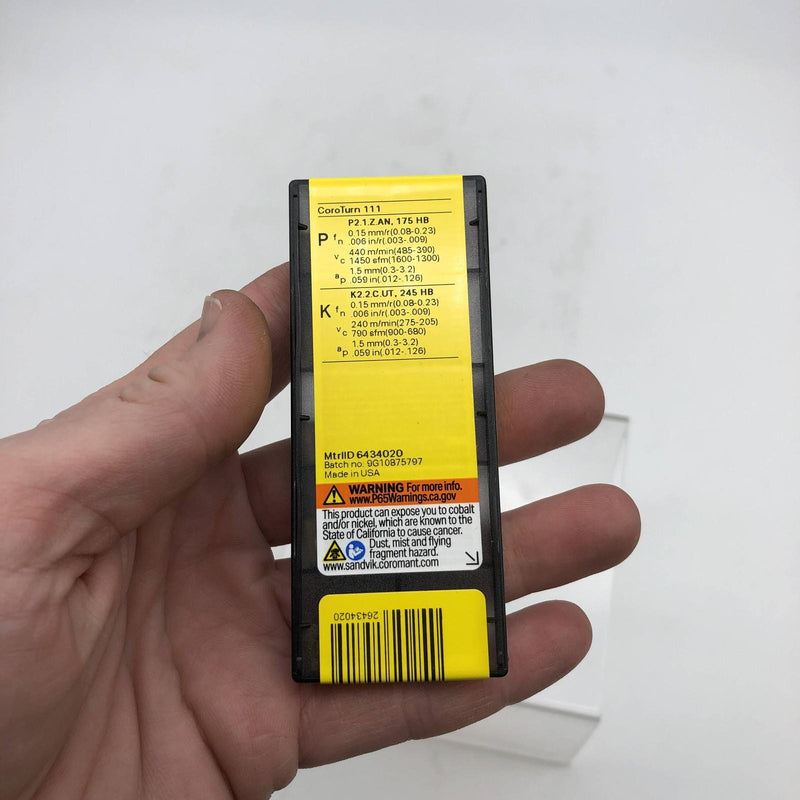 CoroTurn 111
P2.1.Z.AN, 175 HB
P fn 0.15 mm/r(0.08-0.23)
.006 in/r(.003-.009)
vc 440 m/min(485-390)
1450 sfm(1600-1300)
ap 1.5 mm(0.3-3.2)
.059 in(.012-.126)
K2.2.C.UT, 245 HB
K fn 0.15 mm/r(0.08-0.23)
.006 in/r(.003-.009)
vc 240 m/min(275-205)
790 sfm(900-680)
ap 1.5 mm(0.3-3.2)
.059 in(.012-.126)
MtrlID 6434020
Batch no. 9G10875797
Made in USA
WARNING For more info.
www.P65Warnings.ca.gov
This product can expose you to cobalt
and/or nickel, which are known to the
State of California to cause cancer.
Dust, mist and flying
fragment hazard.
www.sandvik.coromant.com
26434020